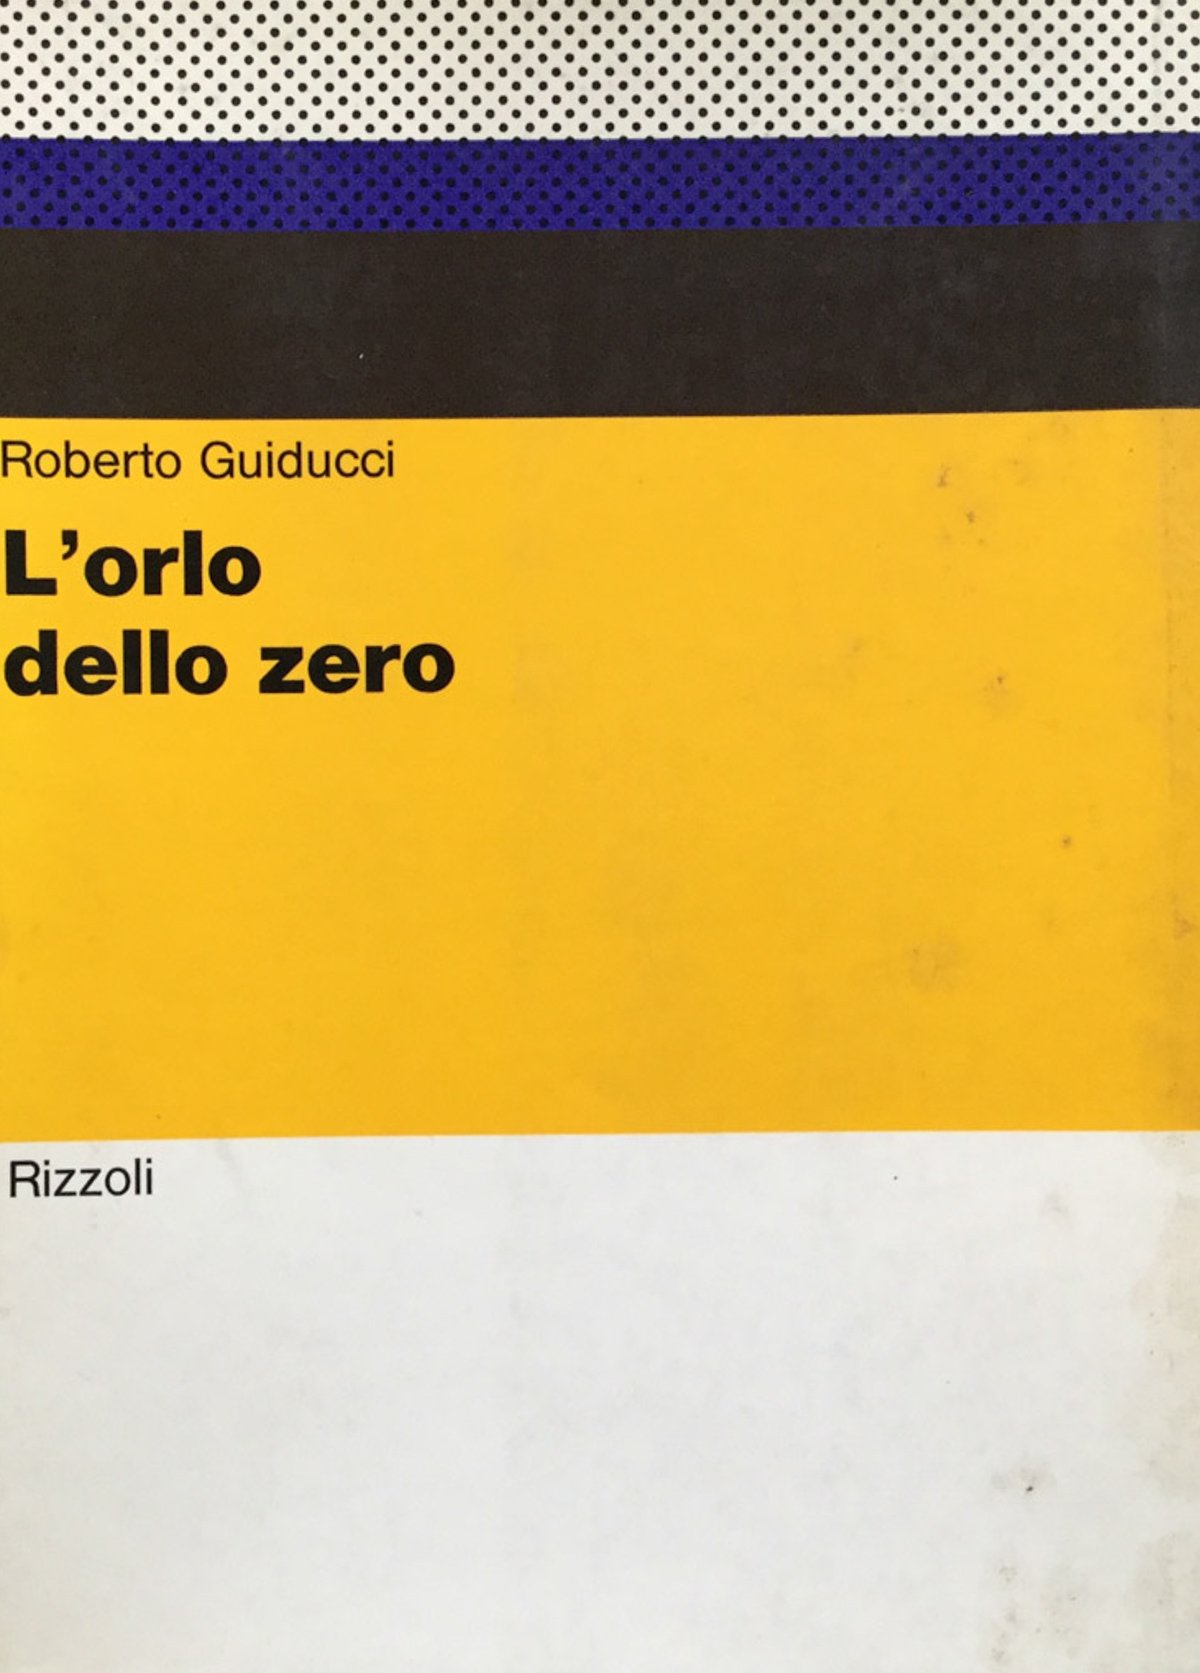 Roberto Guiducci
L'orlo
dello zero
Rizzoli